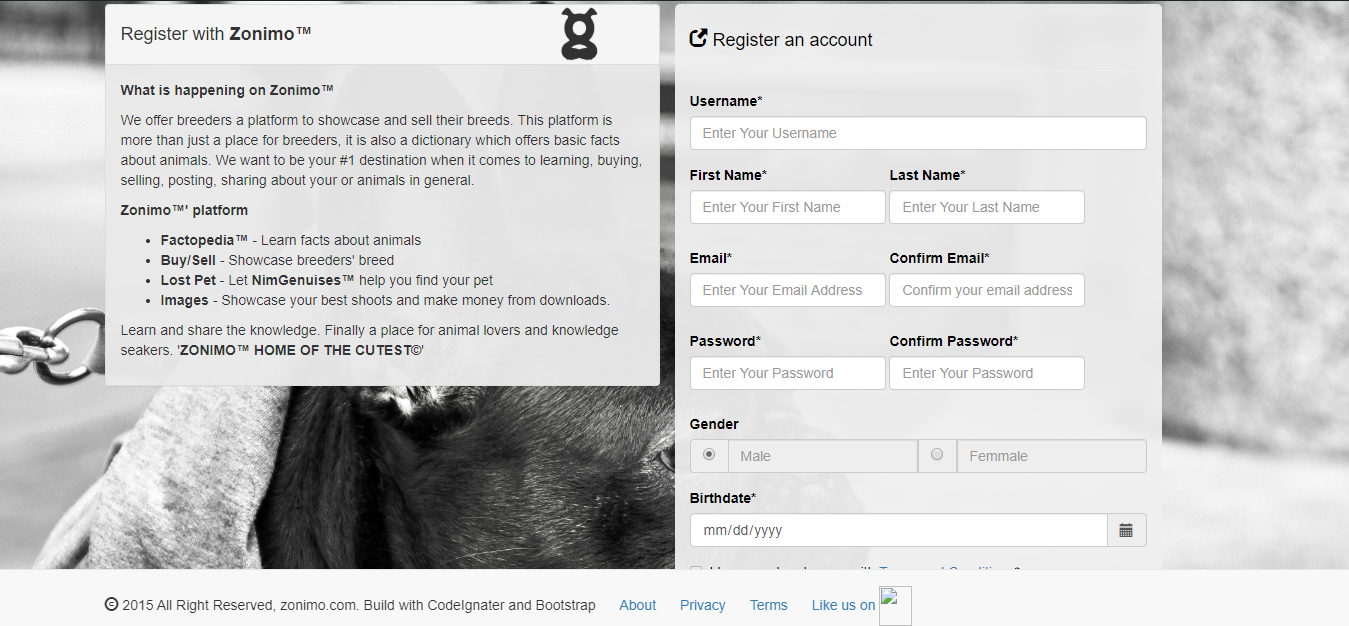 Register with Zonimo™
What is happening on Zonimo™
We offer breeders a platform to showcase and sell their breeds. This platform is
more than just a place for breeders, it is also a dictionary which offers basic facts
about animals. We want to be your #1 destination when it comes to learning, buying,
selling, posting, sharing about your or animals in general.
Zonimo™' platform
• Factopedia™ - Learn facts about animals
• Buy/Sell - Showcase breeders' breed
• Lost Pet - Let NimGenuises™ help you find your pet
• Images - Showcase your best shoots and make money from downloads.
Learn and share the knowledge. Finally a place for animal lovers and knowledge
seakers. 'ZONIMO™ HOME OF THE CUTEST©'
Register an account
Username*
Enter Your Username
First Name* Last Name*
Enter Your First Name Enter Your Last Name
Email* Confirm Email*
Enter Your Email Address Confirm your email address
Password* Confirm Password*
Enter Your Password Enter Your Password
Gender
Male Femmale
Birthdate*
mm/dd/yyyy
© 2015 All Right Reserved, zonimo.com. Build with CodeIgnater and Bootstrap About Privacy Terms Like us on